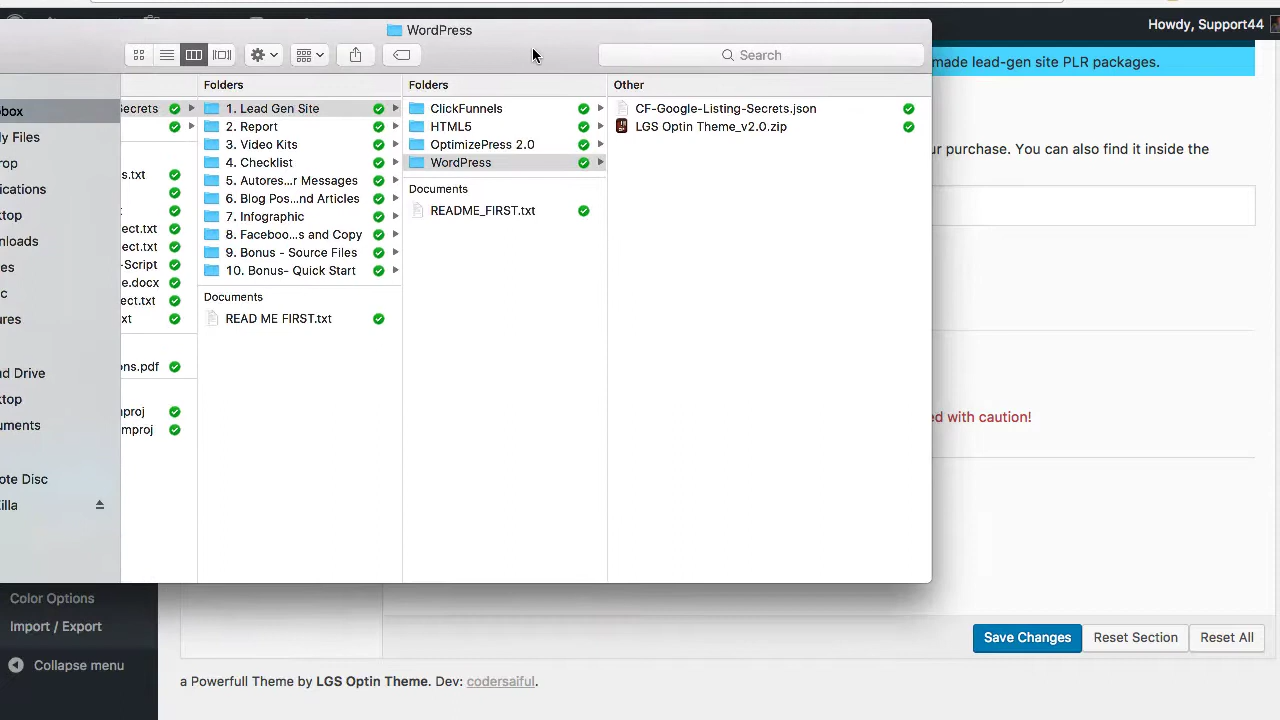 Howdy, Support44
WordPress
Search
made lead-gen site PLR packages.
Folders
Folders
Other
box
Secrets
1. Lead Gen Site
ClickFunnels
CF-Google-Listing-Secrets.json
2. Report
HTML5
LGS Optin Theme_v2.0.zip
y Files
3. Video Kits
OptimizePress 2.0
ur purchase. You can also find it inside the
rop
4. Checklist
WordPress
s.txt
5. Autores...r Messages
Documents
ications
6. Blog Pos...nd Articles
README_FIRST.txt
top
t
7. Infographic
ect.txt
8. Faceboo...s and Copy
nloads
ect.txt
9. Bonus - Source Files
es
-Script
10. Bonus- Quick Start
e.docx
c
ect.txt
Documents
ures
xt
READ ME FIRST.txt
ud Drive
ons.pdf
top
nproj
ed with caution!
uments
mproj
ote Disc
illa
Color Options
Import / Export
Save Changes
Reset Section
Reset All
Collapse menu
a Powerfull Theme by LGS Optin Theme. Dev: codersaiful.